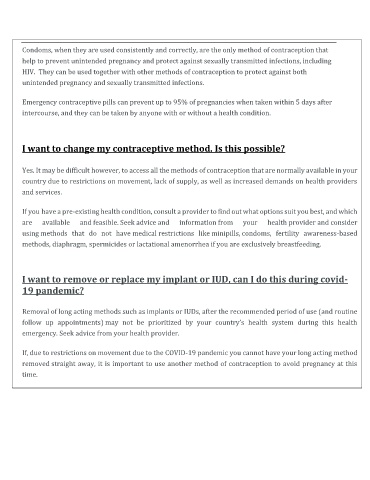 Condoms, when they are used consistently and correctly, are the only method of contraception that
help to prevent unintended pregnancy and protect against sexually transmitted infections, including
HIV. They can be used together with other methods of contraception to protect against both
unintended pregnancy and sexually transmitted infections.
Emergency contraceptive pills can prevent up to 95% of pregnancies when taken within 5 days after
intercourse, and they can be taken by anyone with or without a health condition.
I want to change my contraceptive method. Is this possible?
Yes. It may be difficult however, to access all the methods of contraception that are normally available in your
country due to restrictions on movement, lack of supply, as well as increased demands on health providers
and services.
If you have a pre-existing health condition, consult a provider to find out what options suit you best, and which
are available and feasible. Seek advice and information from your health provider and consider
using methods that do not have medical restrictions like minipills, condoms, fertility awareness-based
methods, diaphragm, spermicides or lactational amenorrhea if you are exclusively breastfeeding.
I want to remove or replace my implant or IUD, can I do this during covid-
19 pandemic?
Removal of long acting methods such as implants or IUDs, after the recommended period of use (and routine
follow up appointments) may not be prioritized by your country's health system during this health
emergency. Seek advice from your health provider.
If, due to restrictions on movement due to the COVID-19 pandemic you cannot have your long acting method
removed straight away, it is important to use another method of contraception to avoid pregnancy at this
time.